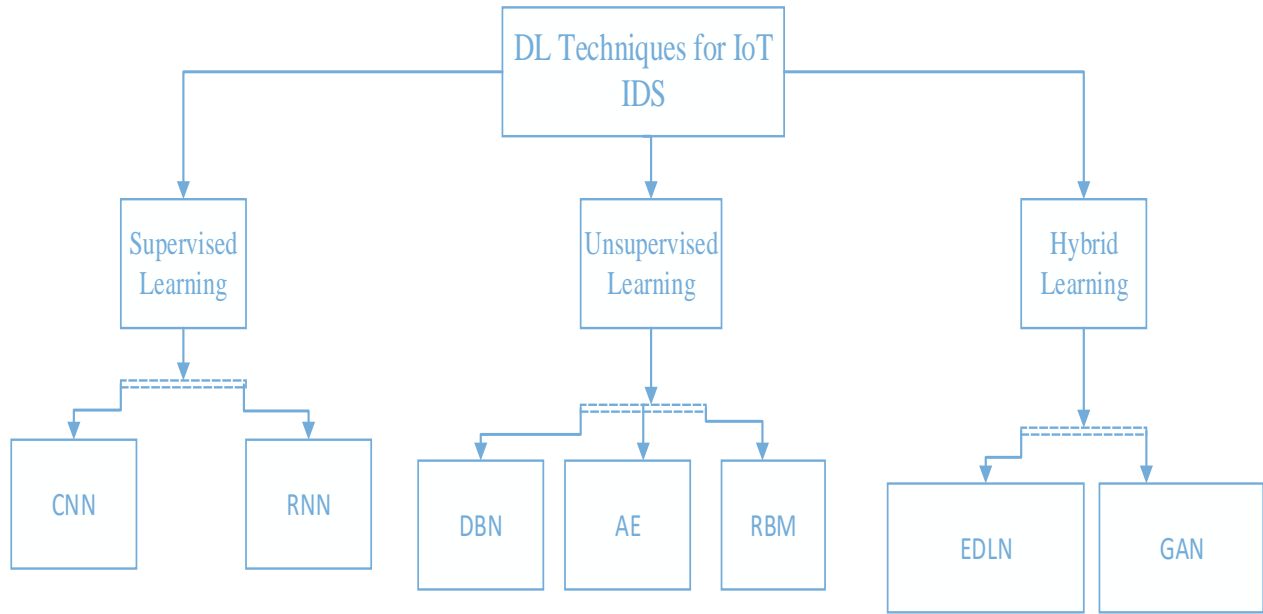 DL Techniques for IoT
IDS
Supervised
Learning
Unsupervised
Learning
Hybrid
Learning
CNN
RNN
DBN
AE
RBM
EDLN
GAN